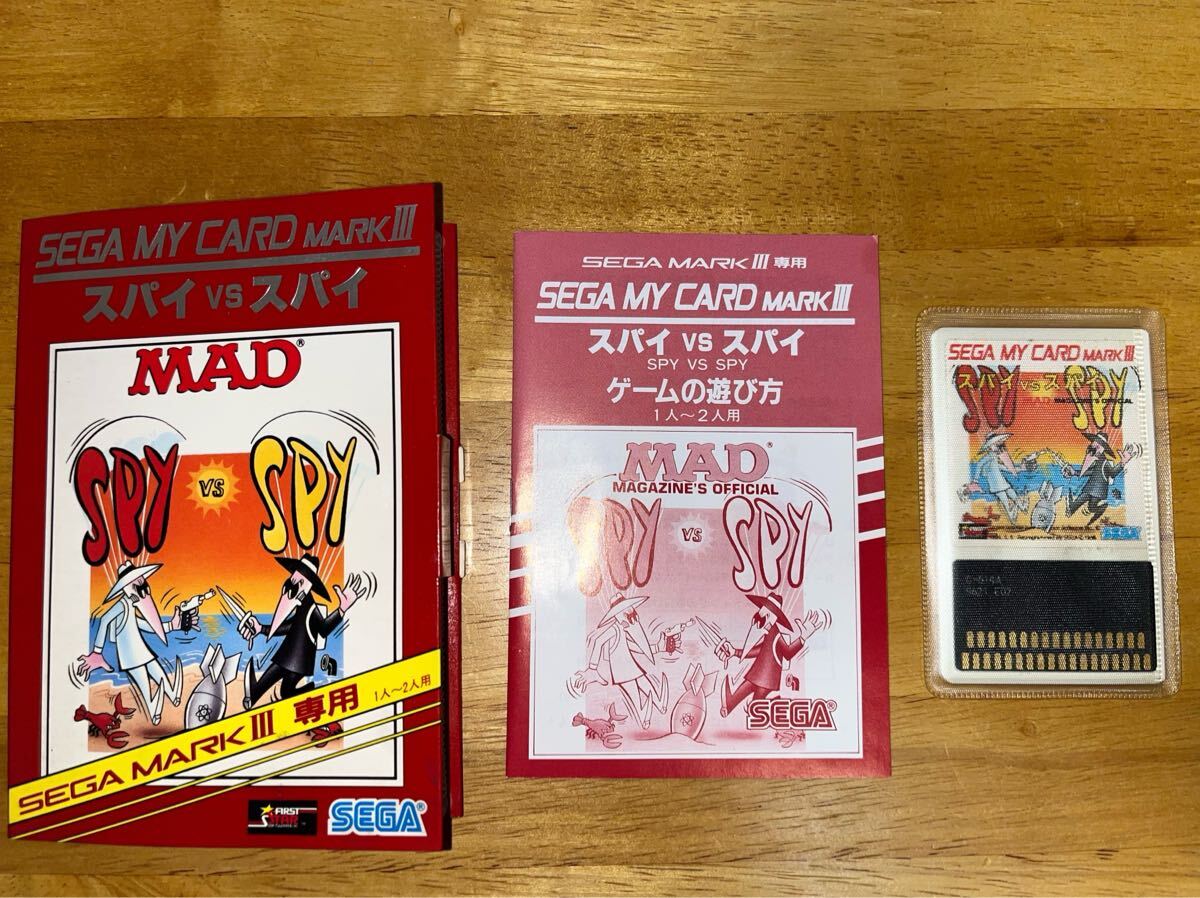 SEGA MY CARD MARK III
スパイ VS スパイ
MAD®
SPY VS SPY
SEGA MARK III 専用 1人~2人用
FIRST
STAR
SEGA®
SEGA MARK III 専用
SEGA MY CARD MARK III
スパイ VS スパイ
SPY VS SPY
ゲームの遊び方
1人~2人用
MAD®
MAGAZINE'S OFFICIAL
SPY VS SPY
SEGA®
SEGA MY CARD MARK III
スパイ VS
SPY SPY
SEGA